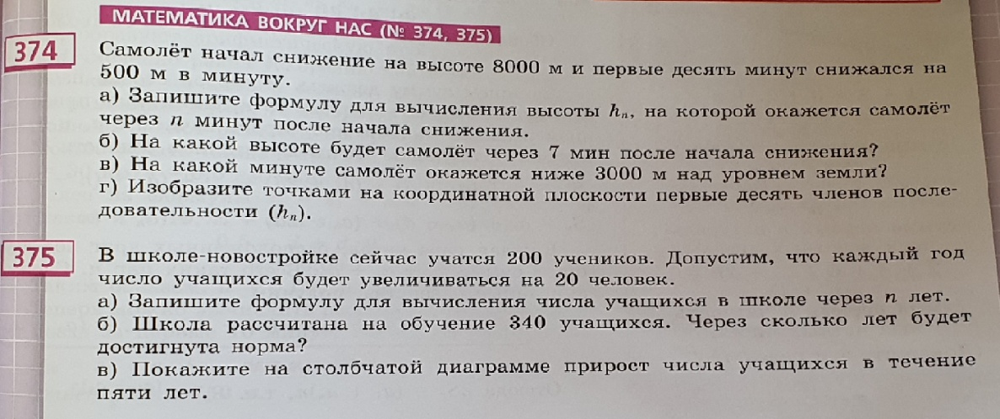 МАТЕМАТИКА ВОКРУГ НАС (№ 374, 375)
374 Самолёт начал снижение на высоте 8000 м и первые десять минут снижался на
500 м в минуту.
а) Запишите формулу для вычисления высоты hₙ, на которой окажется самолёт
через n минут после начала снижения.
б) На какой высоте будет самолёт через 7 мин после начала снижения?
в) На какой минуте самолёт окажется ниже 3000 м над уровнем земли?
г) Изобразите точками на координатной плоскости первые десять членов после-
довательности (hₙ).
375 В школе-новостройке сейчас учатся 200 учеников. Допустим, что каждый год
число учащихся будет увеличиваться на 20 человек.
а) Запишите формулу для вычисления числа учащихся в школе через n лет.
б) Школа рассчитана на обучение 340 учащихся. Через сколько лет будет
достигнута норма?
в) Покажите на столбчатой диаграмме прирост числа учащихся в течение
пяти лет.